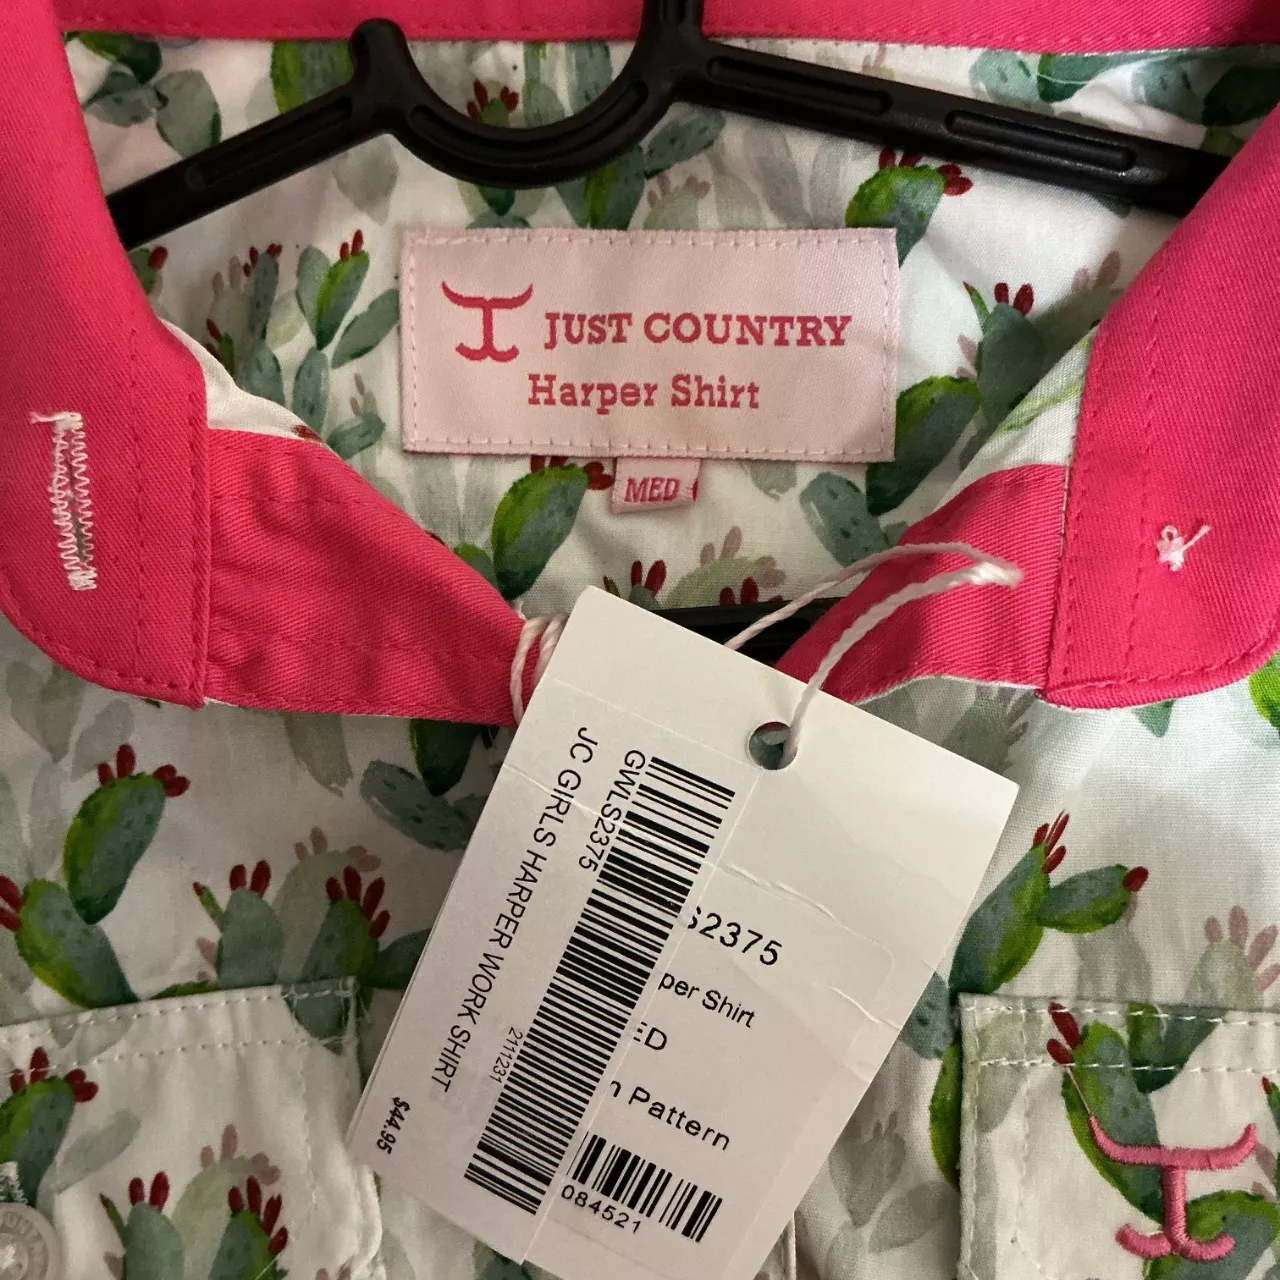 JUST COUNTRY
Harper Shirt
MED
GWLS2375
JC GIRLS HARPER WORK SHIRT
211231
$44.95
S2375
per Shirt
ED
n Pattern
084521